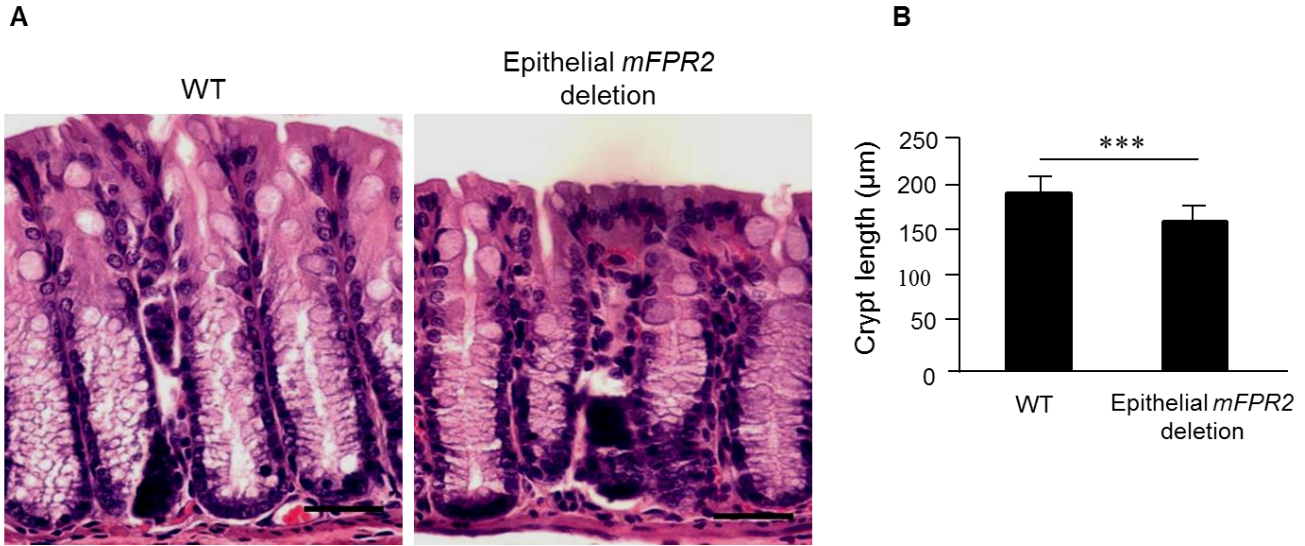 A
B
WT
Epithelial mFPR2
deletion
***
Crypt length (μm)
250
200
150
100
50
0
WT
Epithelial mFPR2
deletion